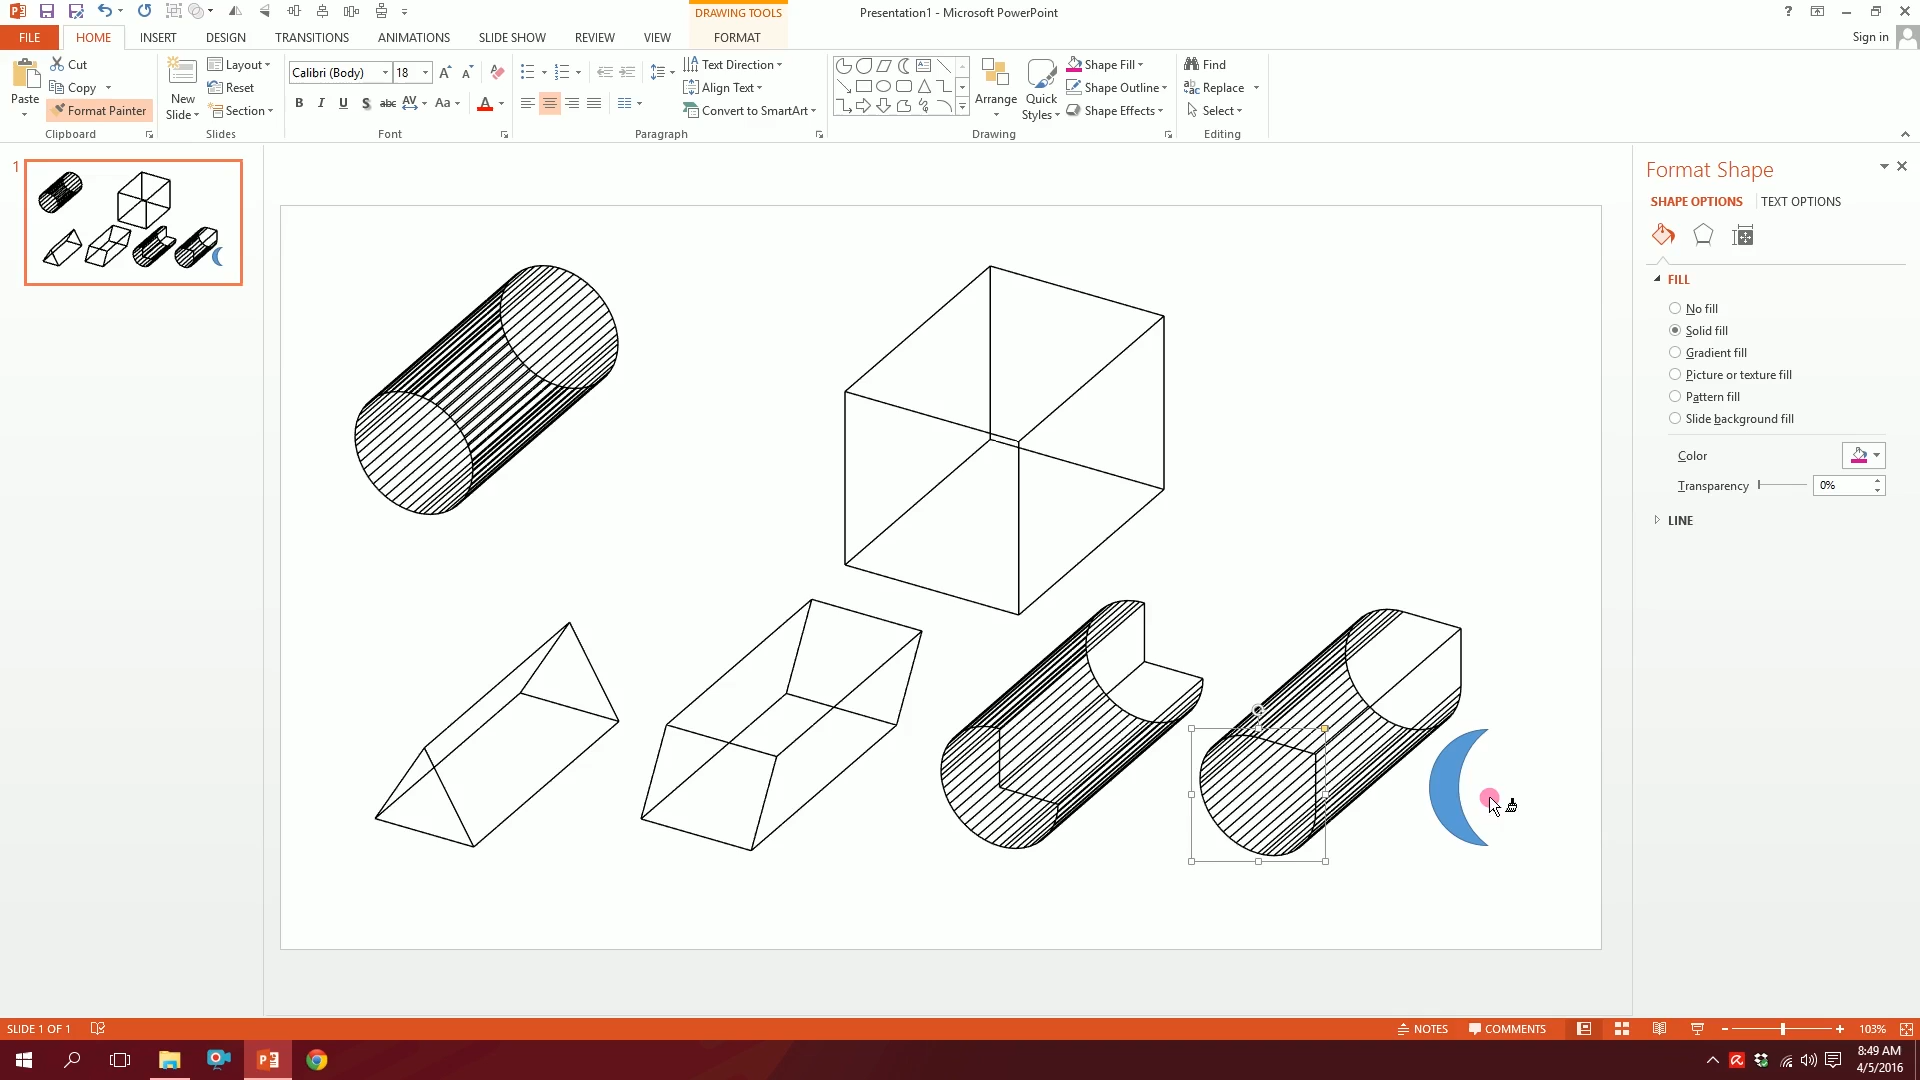 DRAWING TOOLS
Presentation1 - Microsoft PowerPoint
?
FILE
HOME
INSERT
DESIGN
TRANSITIONS
ANIMATIONS
SLIDE SHOW
REVIEW
VIEW
FORMAT
Sign in
Paste
Cut
Copy
Format Painter
Clipboard
New
Slide
Layout
Reset
Section
Slides
Calibri (Body)
18
B I U S abc AV Aa A
Font
Text Direction
Align Text
Convert to SmartArt
Paragraph
Arrange
Quick
Styles
Shape Fill
Shape Outline
Shape Effects
Drawing
Find
Replace
Select
Editing
1
Format Shape
SHAPE OPTIONS
TEXT OPTIONS
FILL
No fill
Solid fill
Gradient fill
Picture or texture fill
Pattern fill
Slide background fill
Color
Transparency
0%
LINE
SLIDE 1 OF 1
NOTES
COMMENTS
103%
8:49 AM
4/5/2016